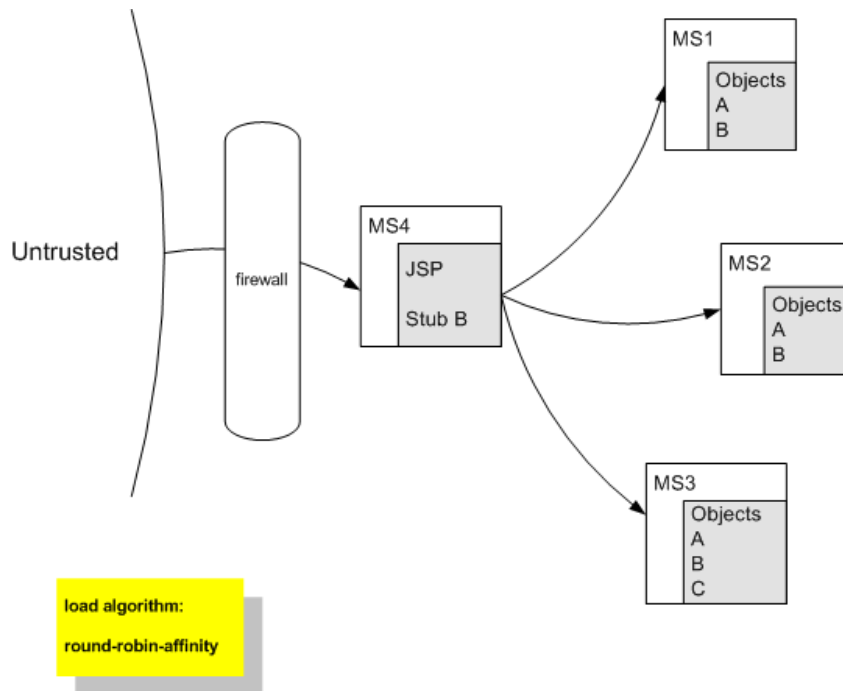 Untrusted
firewall
MS4
JSP
Stub B
MS1
Objects
A
B
MS2
Objects
A
B
MS3
Objects
A
B
C
load algorithm:
round-robin-affinity